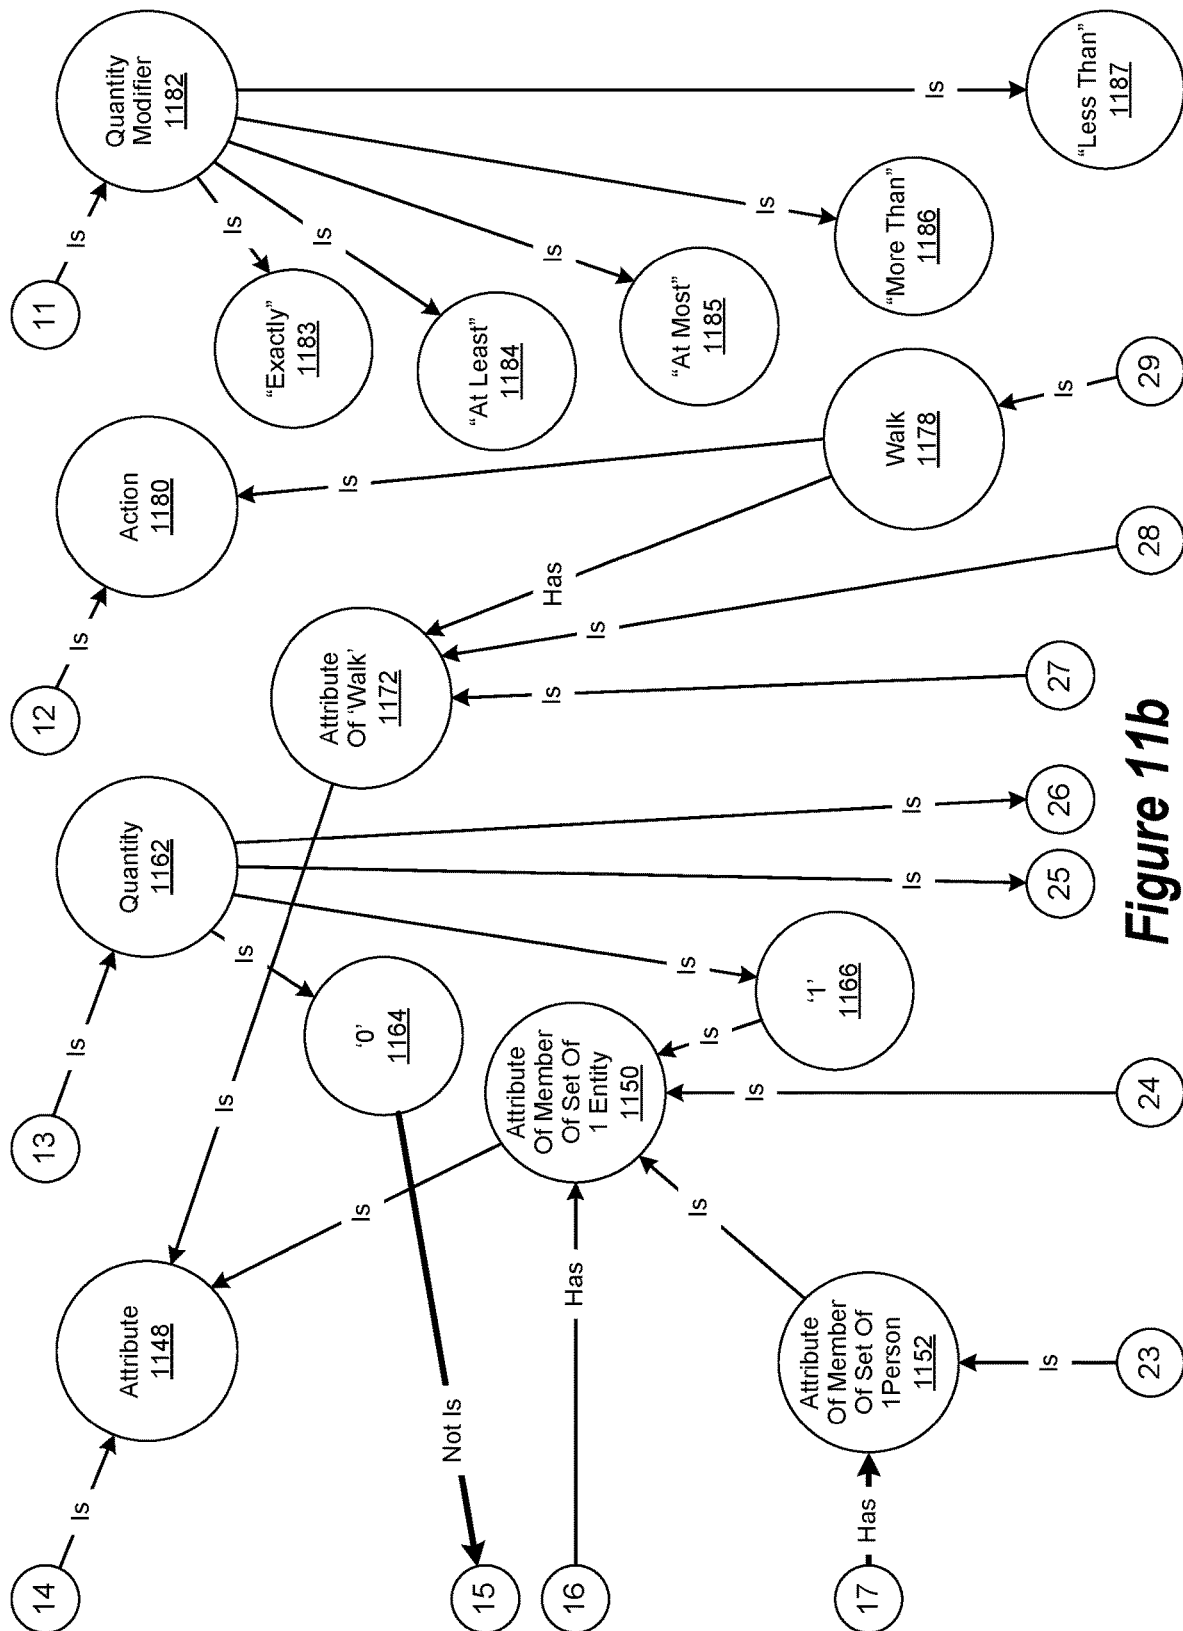 14
Is
Attribute
1148
13
Is
Quantity
1162
12
Is
Action
1180
11
Is
Quantity
Modifier
1182
Is
Is
Is
Is
Is
"Exactly"
1183
"At Least"
1184
"At Most"
1185
"More Than"
1186
"Less Than"
1187
Is
Is
'0'
1164
Attribute
Of 'Walk'
1172
Is
Is
Not Is
15
Has
Is
Is
Is
Walk
1178
Is
29
28
27
16
Has
Attribute
Of Member
Of Set Of
1 Entity
1150
Is
Is
'1'
1166
Is
Is
25
26
Is
Is
24
17
Has
Attribute
Of Member
Of Set Of
1Person
1152
Is
23
Figure 11b